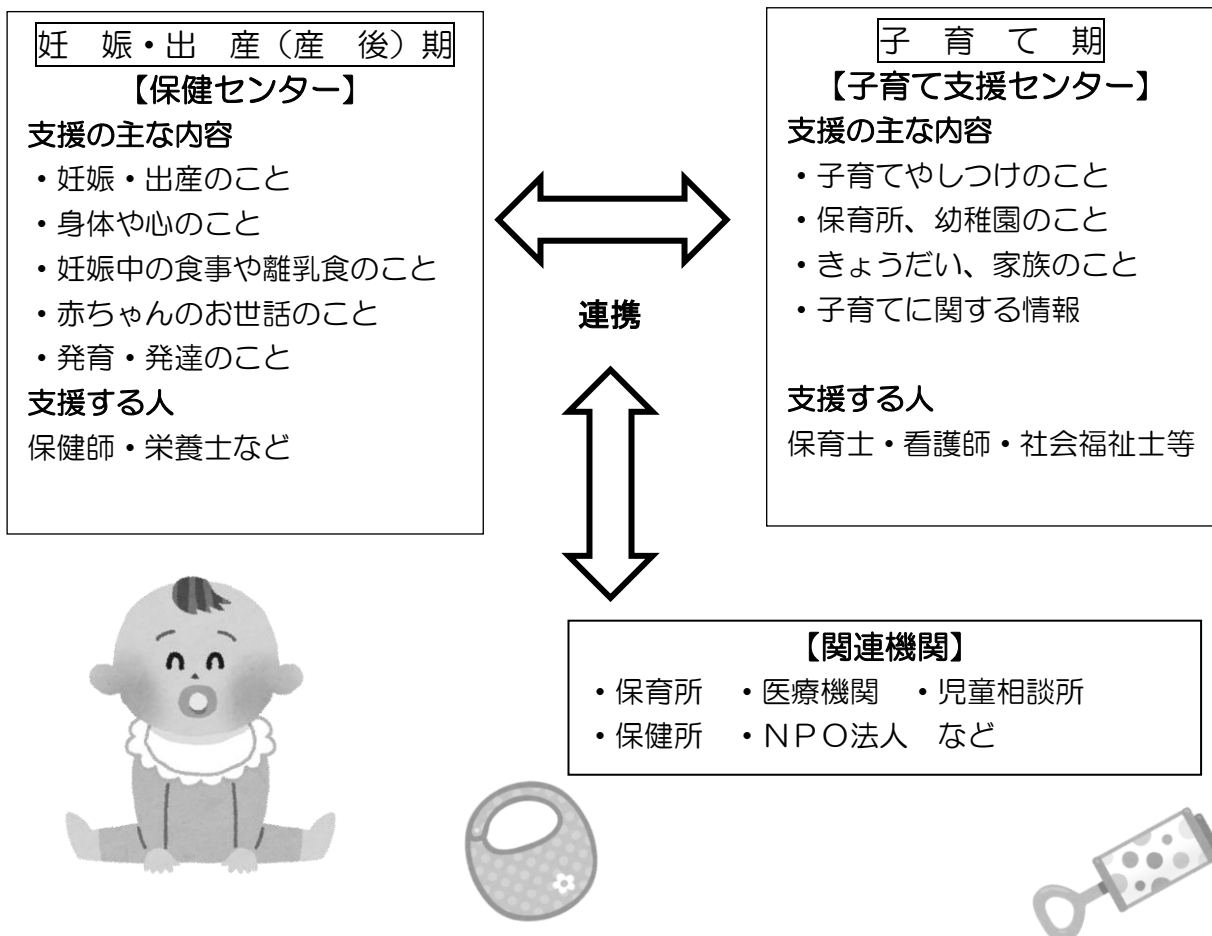 妊　娠・出　産（産　後）期
【保健センター】
支援の主な内容
・妊娠・出産のこと
・身体や心のこと
・妊娠中の食事や離乳食のこと
・赤ちゃんのお世話のこと
・発育・発達のこと
支援する人
保健師・栄養士など
連携
子　育　て　期
【子育て支援センター】
支援の主な内容
・子育てやしつけのこと
・保育所、幼稚園のこと
・きょうだい、家族のこと
・子育てに関する情報
支援する人
保育士・看護師・社会福祉士等
【関連機関】
・保育所　・医療機関　・児童相談所
・保健所　・ＮＰＯ法人　など